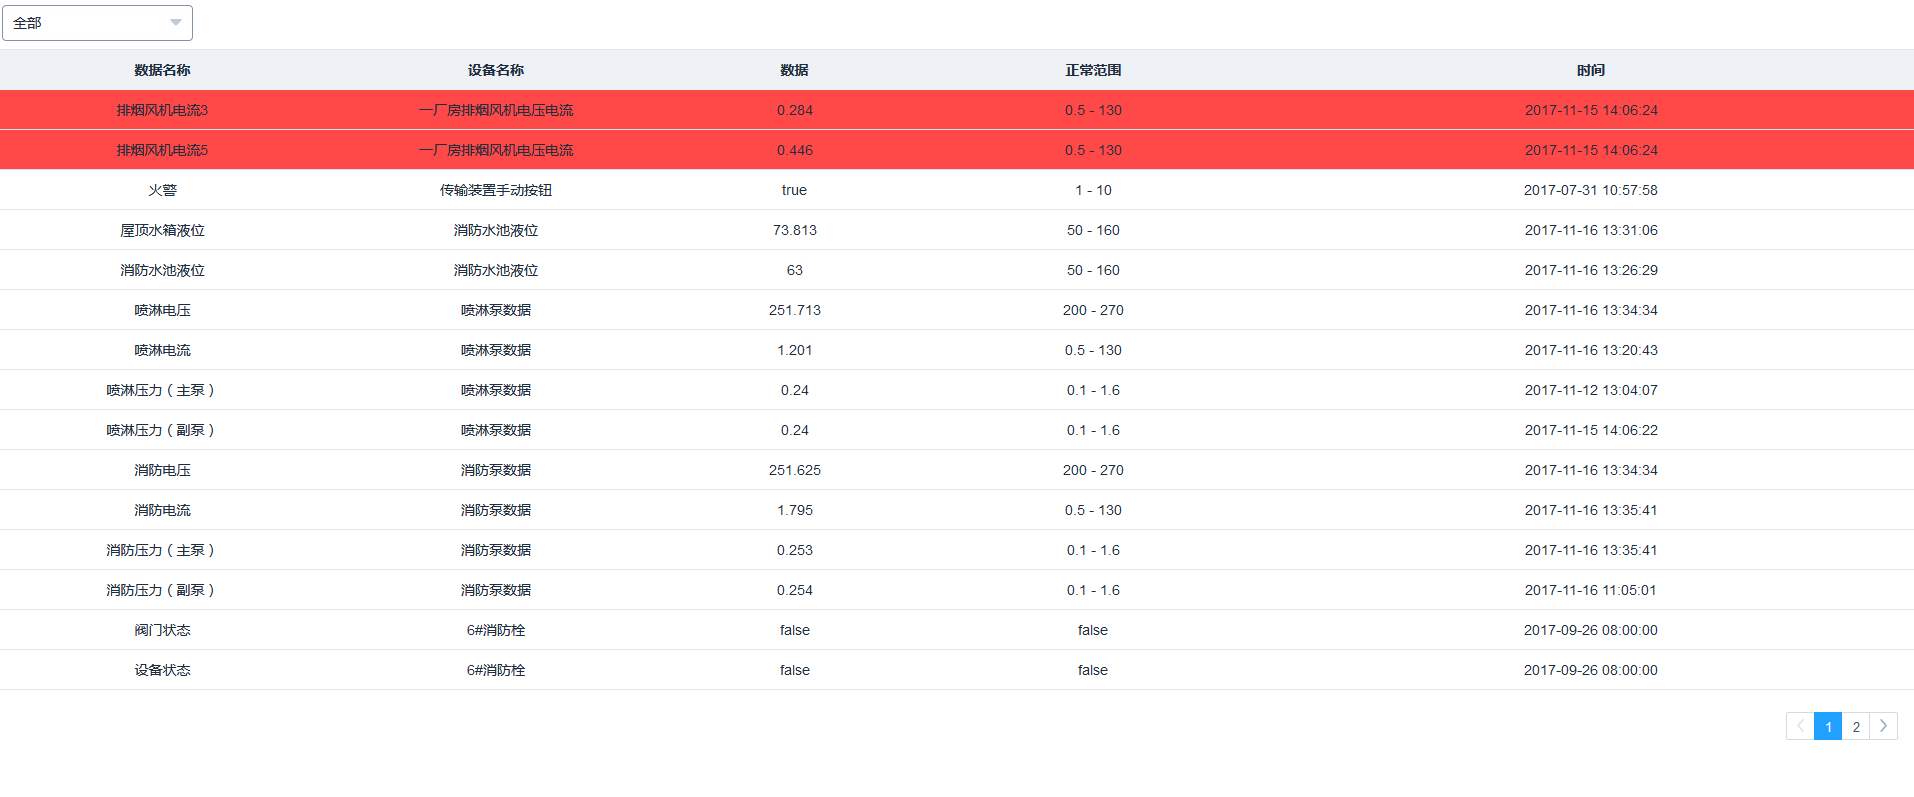 全部
数据名称 设备名称 数据 正常范围 时间
排烟风机电流3 一厂房排烟风机电压电流 0.284 0.5 - 130 2017-11-15 14:06:24
排烟风机电流5 一厂房排烟风机电压电流 0.446 0.5 - 130 2017-11-15 14:06:24
火警 传输装置手动按钮 true 1 - 10 2017-07-31 10:57:58
屋顶水箱液位 消防水池液位 73.813 50 - 160 2017-11-16 13:31:06
消防水池液位 消防水池液位 63 50 - 160 2017-11-16 13:26:29
喷淋电压 喷淋泵数据 251.713 200 - 270 2017-11-16 13:34:34
喷淋电流 喷淋泵数据 1.201 0.5 - 130 2017-11-16 13:20:43
喷淋压力（主泵） 喷淋泵数据 0.24 0.1 - 1.6 2017-11-12 13:04:07
喷淋压力（副泵） 喷淋泵数据 0.24 0.1 - 1.6 2017-11-15 14:06:22
消防电压 消防泵数据 251.625 200 - 270 2017-11-16 13:34:34
消防电流 消防泵数据 1.795 0.5 - 130 2017-11-16 13:35:41
消防压力（主泵） 消防泵数据 0.253 0.1 - 1.6 2017-11-16 13:35:41
消防压力（副泵） 消防泵数据 0.254 0.1 - 1.6 2017-11-16 11:05:01
阀门状态 6#消防栓 false false 2017-09-26 08:00:00
设备状态 6#消防栓 false false 2017-09-26 08:00:00
1 2